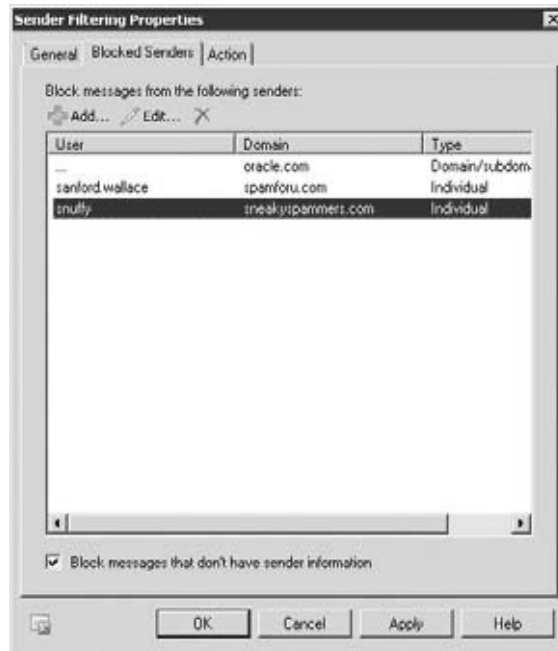 Sender Filtering Properties
General Blocked Senders Action
Block messages from the following senders:
Add... Edit...
User Domain Type
... oracle.com Domain/subdom
sanford.wallace spamforu.com Individual
snuffy sneakyspammers.com Individual
Block messages that don't have sender information
OK Cancel Apply Help